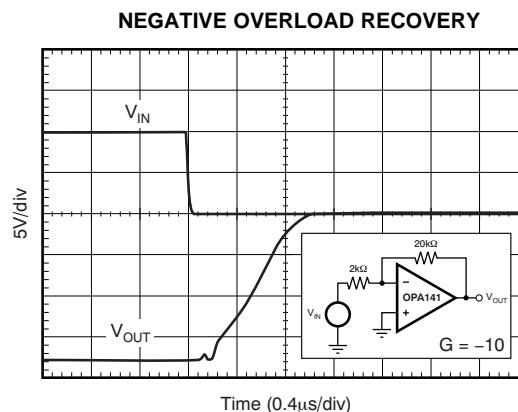 NEGATIVE OVERLOAD RECOVERY
V_IN
5V/div
20kΩ
2kΩ
−
OPA141
+
V_IN
V_OUT
V_OUT
G = −10
Time (0.4μs/div)